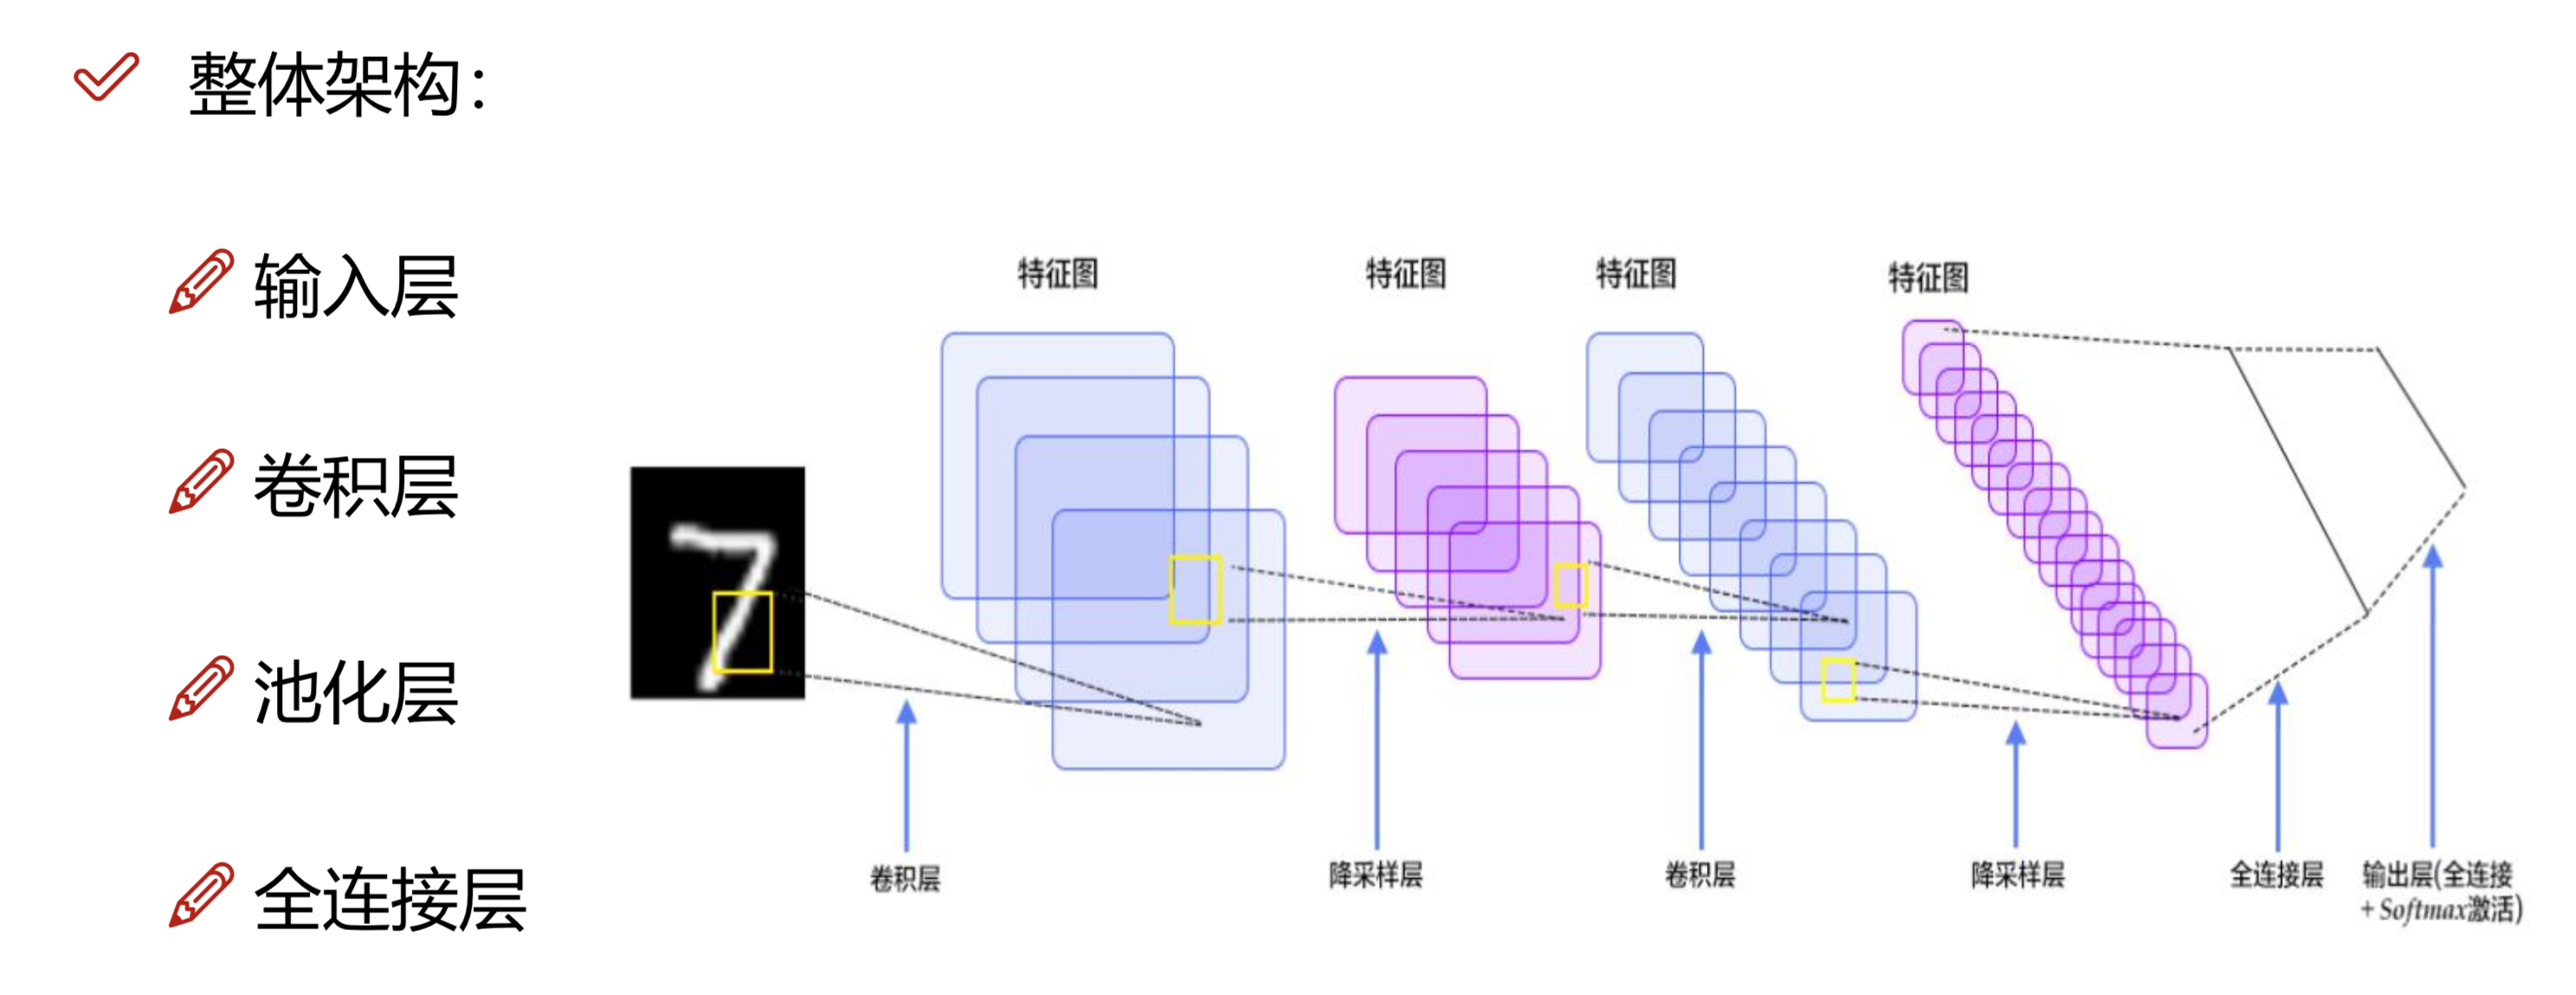 整体架构：
输入层
卷积层
池化层
全连接层
特征图
特征图
特征图
特征图
7
卷积层
降采样层
卷积层
降采样层
全连接层
输出层(全连接
+ Softmax激活)